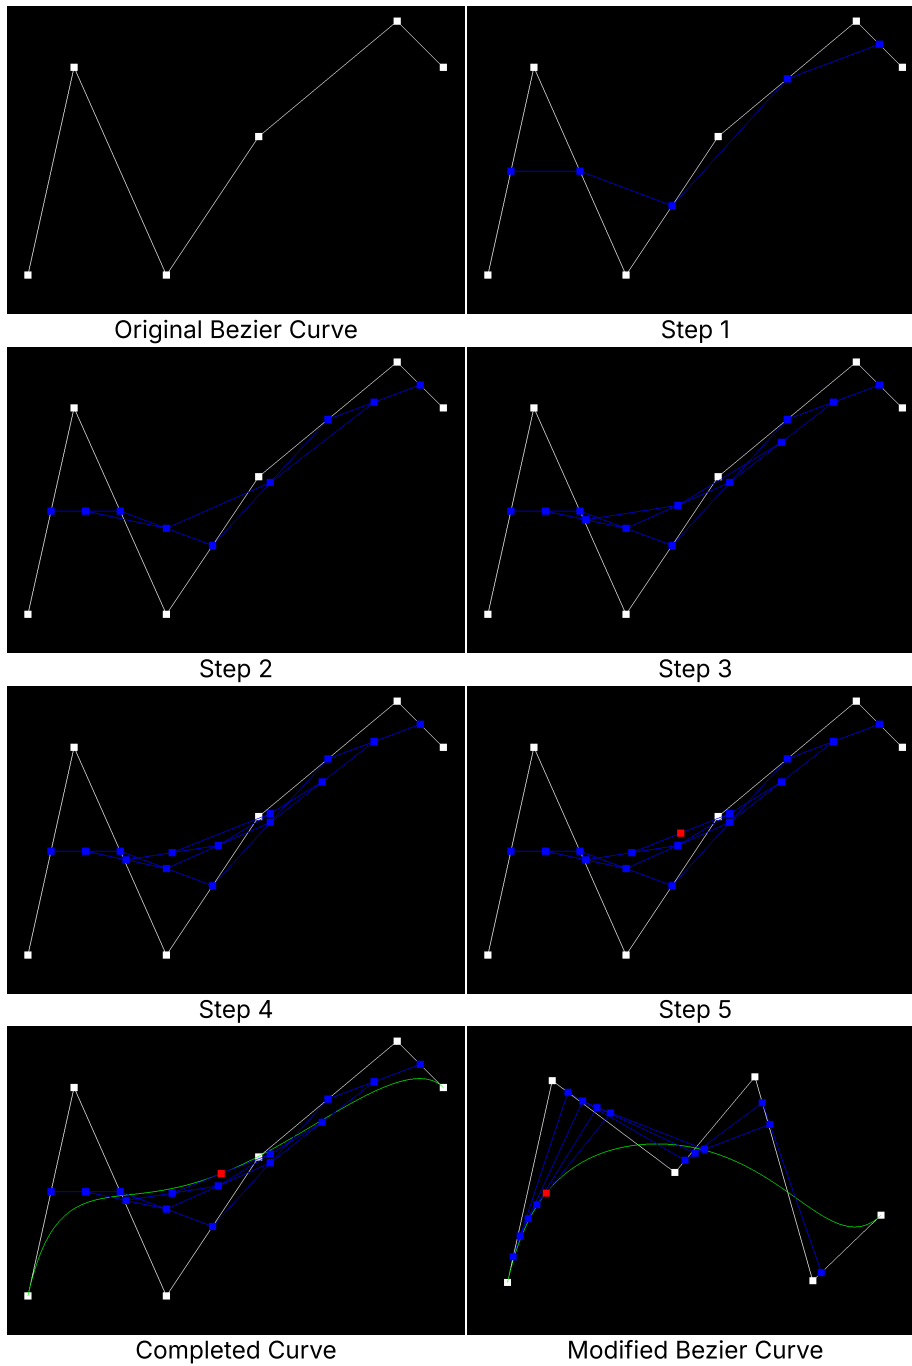 Original Bezier Curve
Step 1
Step 2
Step 3
Step 4
Step 5
Completed Curve
Modified Bezier Curve